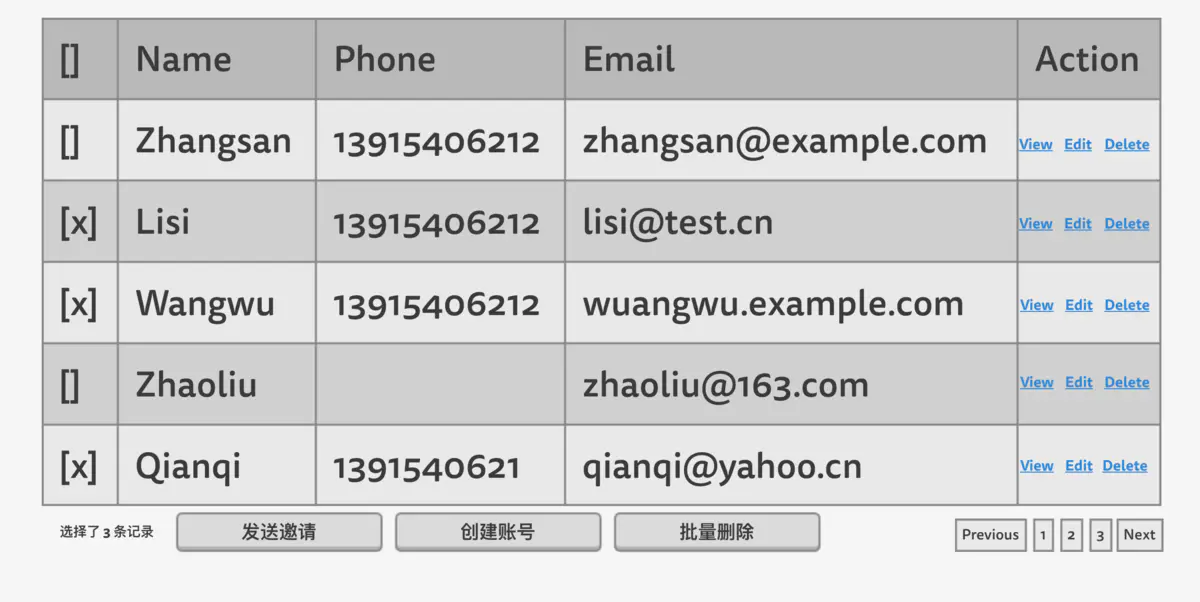 [] Name Phone Email Action
[] Zhangsan 13915406212 zhangsan@example.com View Edit Delete
[x] Lisi 13915406212 lisi@test.cn View Edit Delete
[x] Wangwu 13915406212 wuangwu.example.com View Edit Delete
[] Zhaoliu zhaoliu@163.com View Edit Delete
[x] Qianqi 1391540621 qianqi@yahoo.cn View Edit Delete
选择了 3 条记录 发送邀请 创建账号 批量删除 Previous 1 2 3 Next